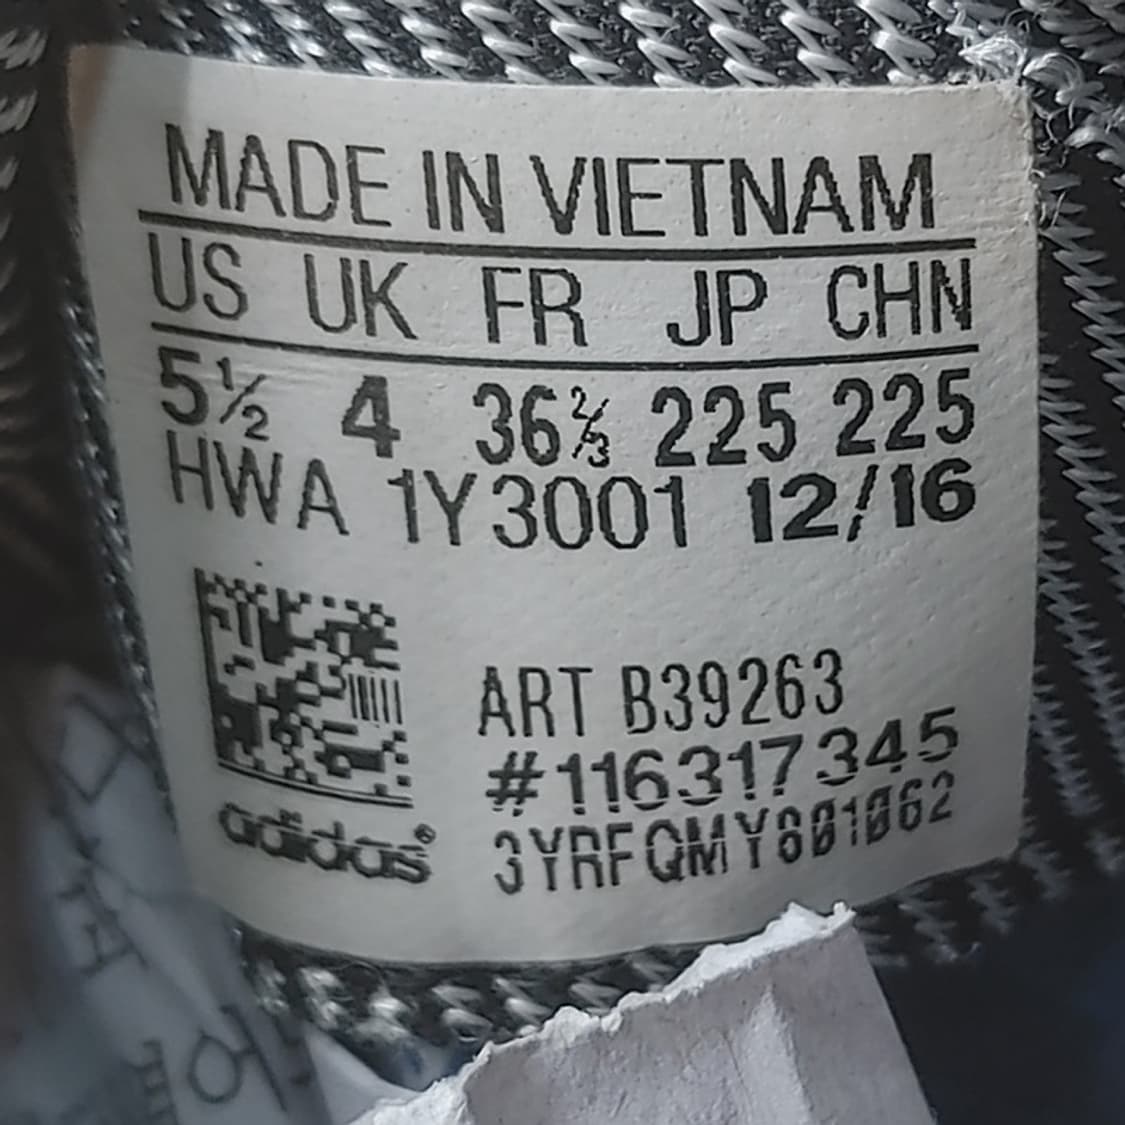 MADE IN VIETNAM
US UK FR JP CHN
5½ 4 36⅔ 225 225
HWA 1Y3001 12/16
ART B39263
#116317345
adidas®